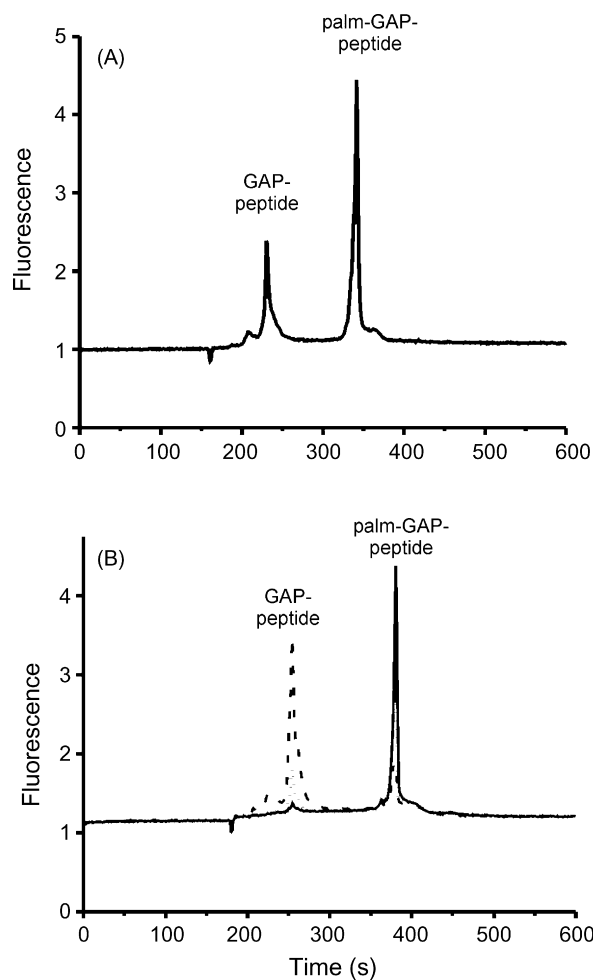 (A)
palm-GAP-
peptide
GAP-
peptide
Fluorescence
5
4
3
2
1
0
0 100 200 300 400 500 600
(B)
palm-GAP-
peptide
GAP-
peptide
Fluorescence
4
3
2
1
0
0 100 200 300 400 500 600
Time (s)